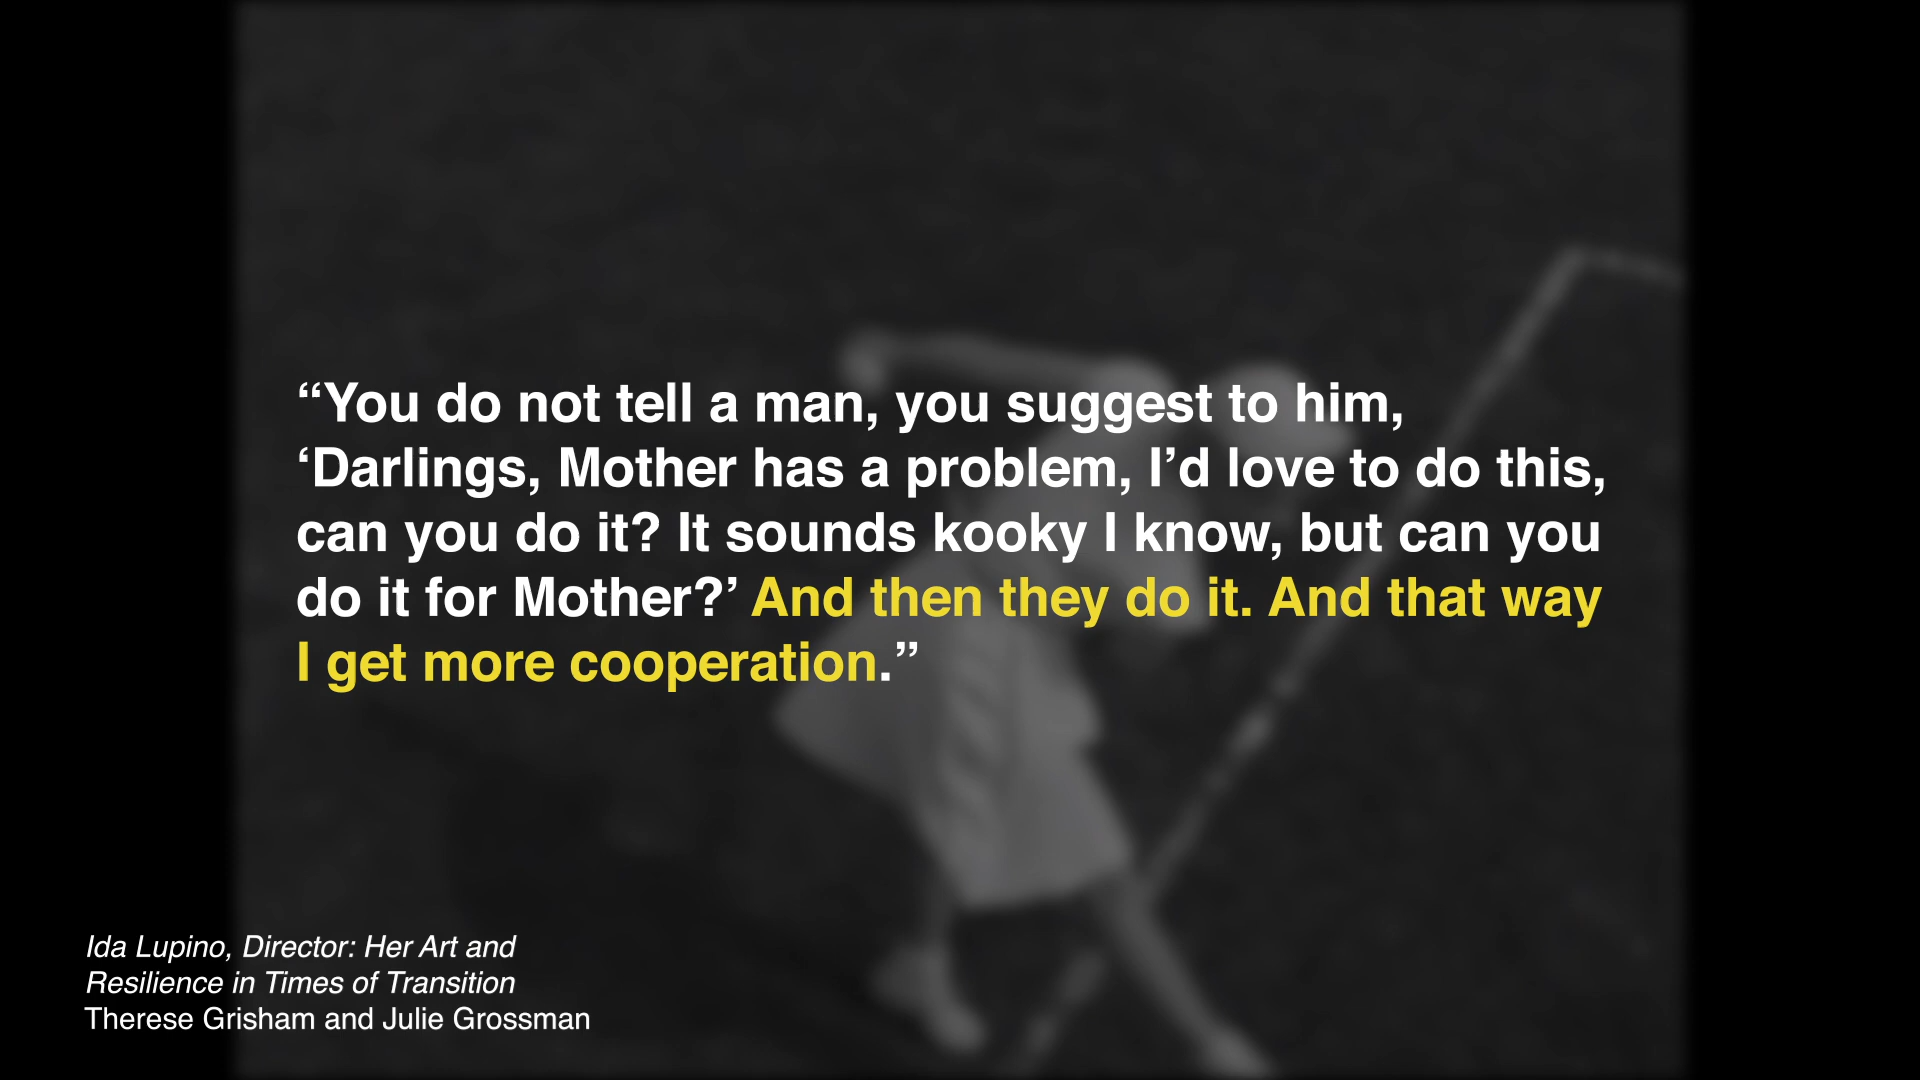 “You do not tell a man, you suggest to him,
‘Darlings, Mother has a problem, I’d love to do this,
can you do it? It sounds kooky I know, but can you
do it for Mother?’ And then they do it. And that way
I get more cooperation.”
Ida Lupino, Director: Her Art and
Resilience in Times of Transition
Therese Grisham and Julie Grossman